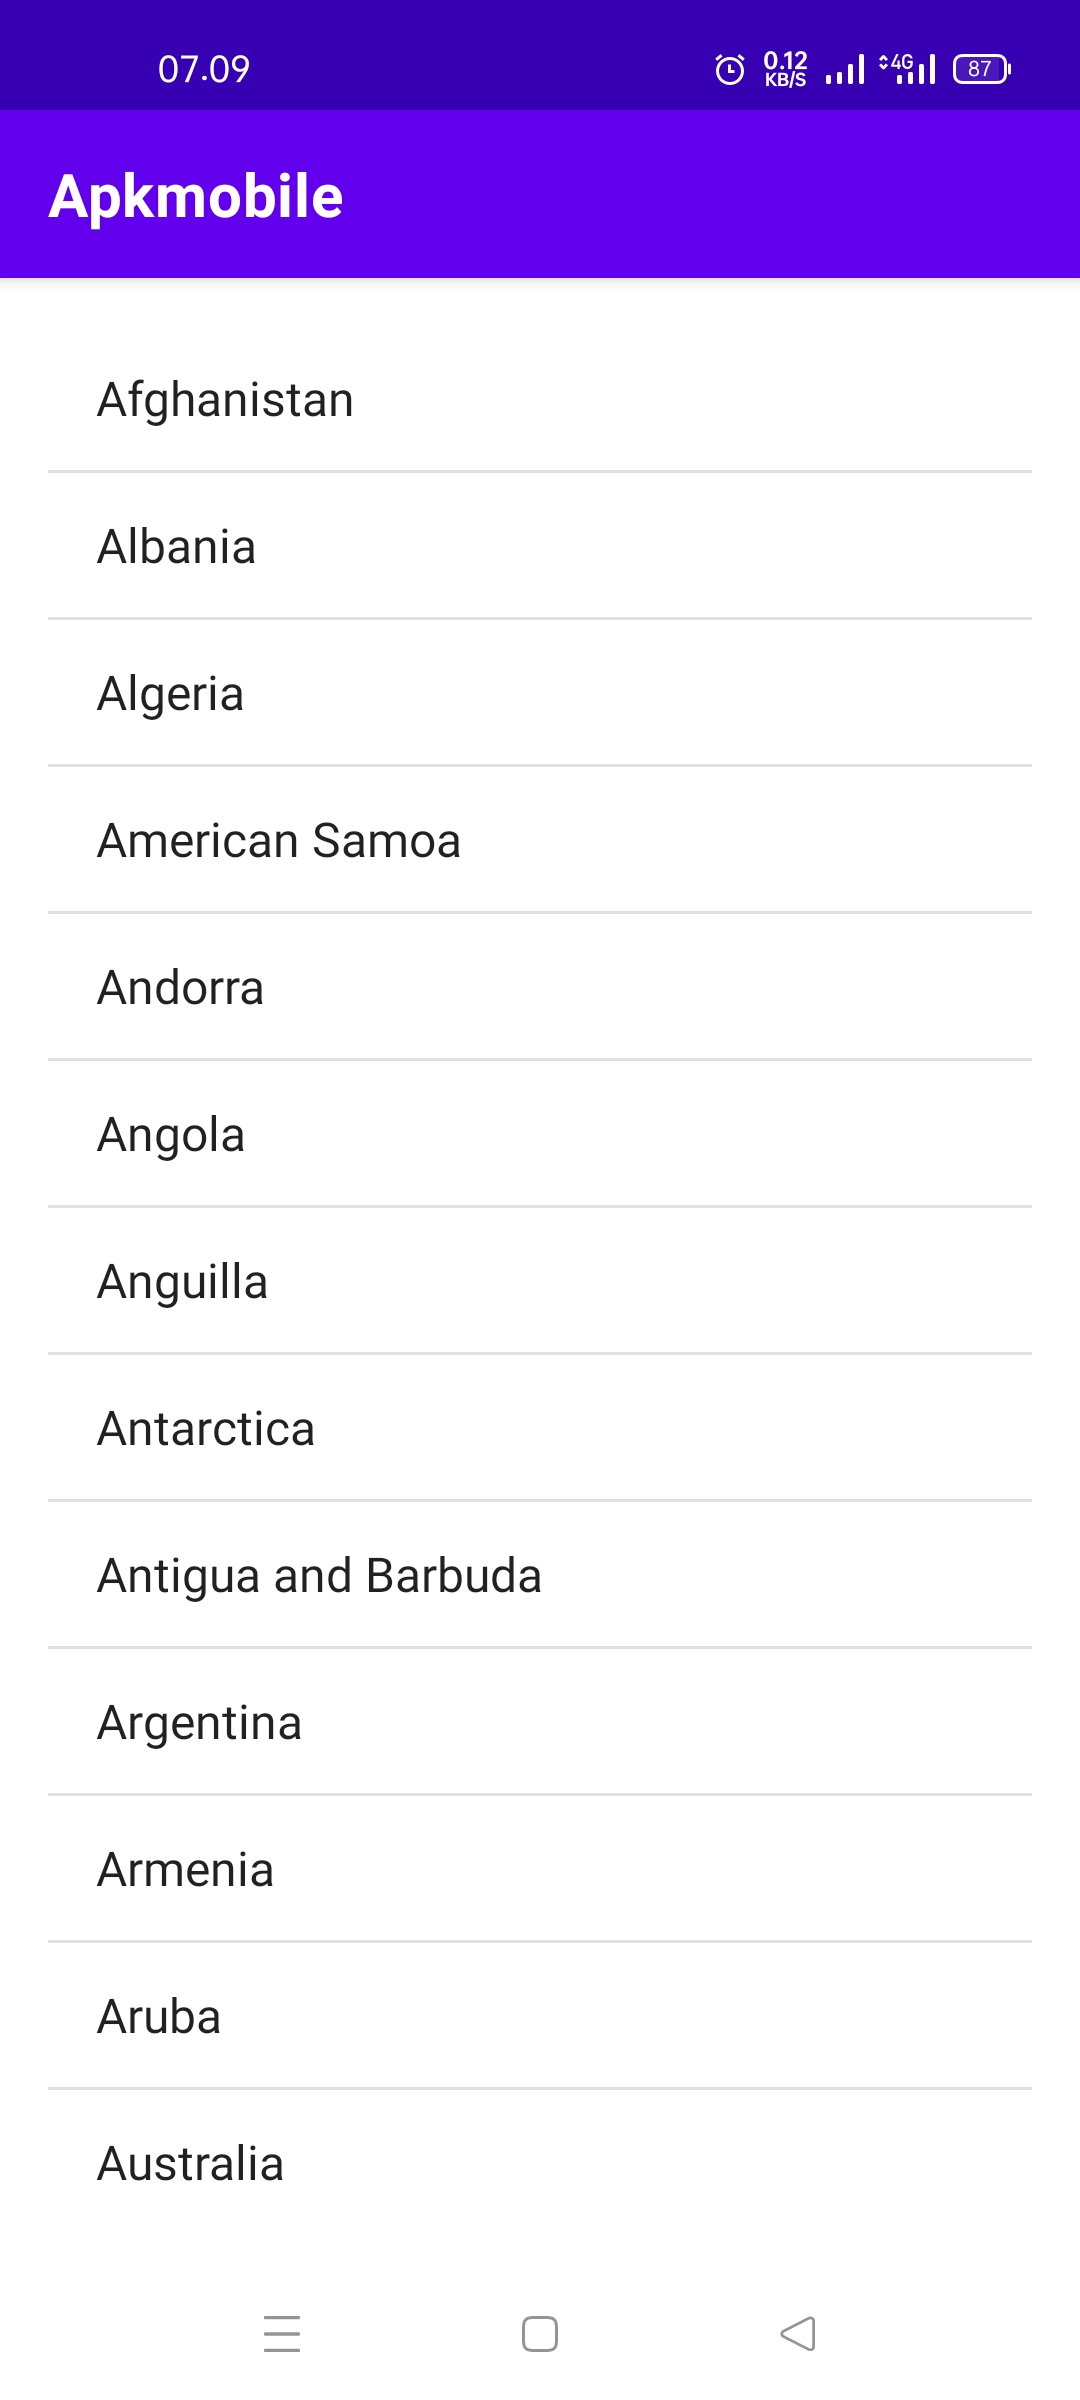 07.09
0.12
KB/S
4G
87
Apkmobile
Afghanistan
Albania
Algeria
American Samoa
Andorra
Angola
Anguilla
Antarctica
Antigua and Barbuda
Argentina
Armenia
Aruba
Australia